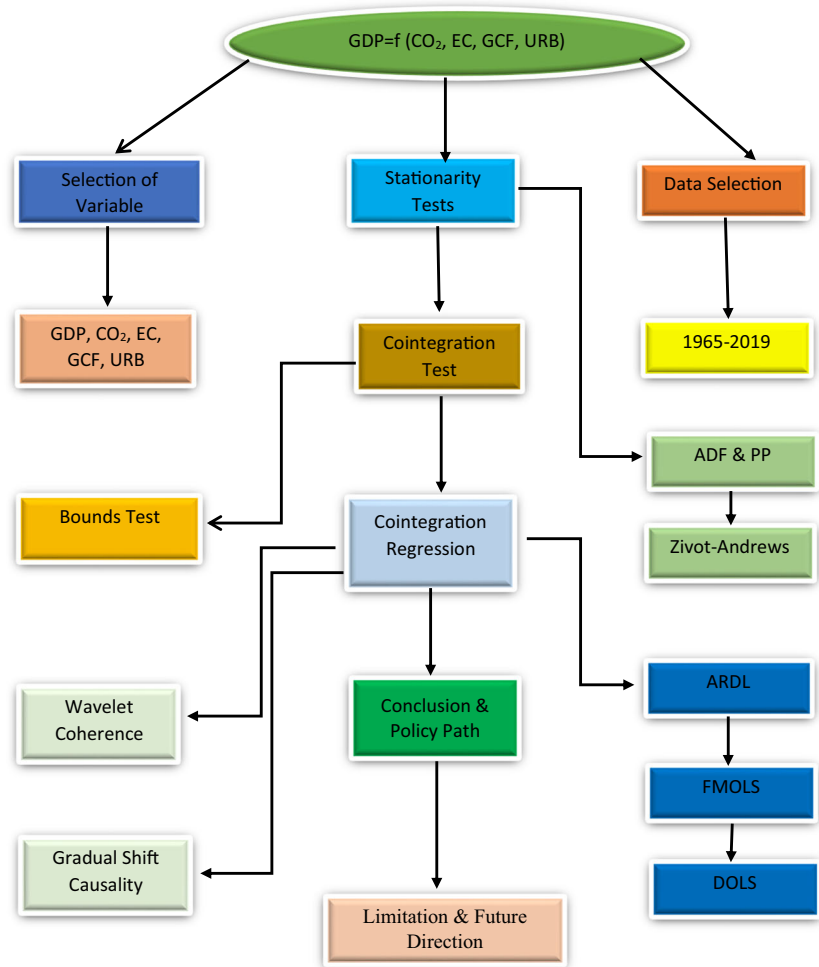 GDP=f (CO₂, EC, GCF, URB)
Selection of
Variable
Stationarity
Tests
Data Selection
GDP, CO₂, EC,
GCF, URB
Cointegration
Test
1965-2019
ADF & PP
Bounds Test
Cointegration
Regression
Zivot-Andrews
Wavelet
Coherence
Conclusion &
Policy Path
ARDL
FMOLS
Gradual Shift
Causality
DOLS
Limitation & Future
Direction